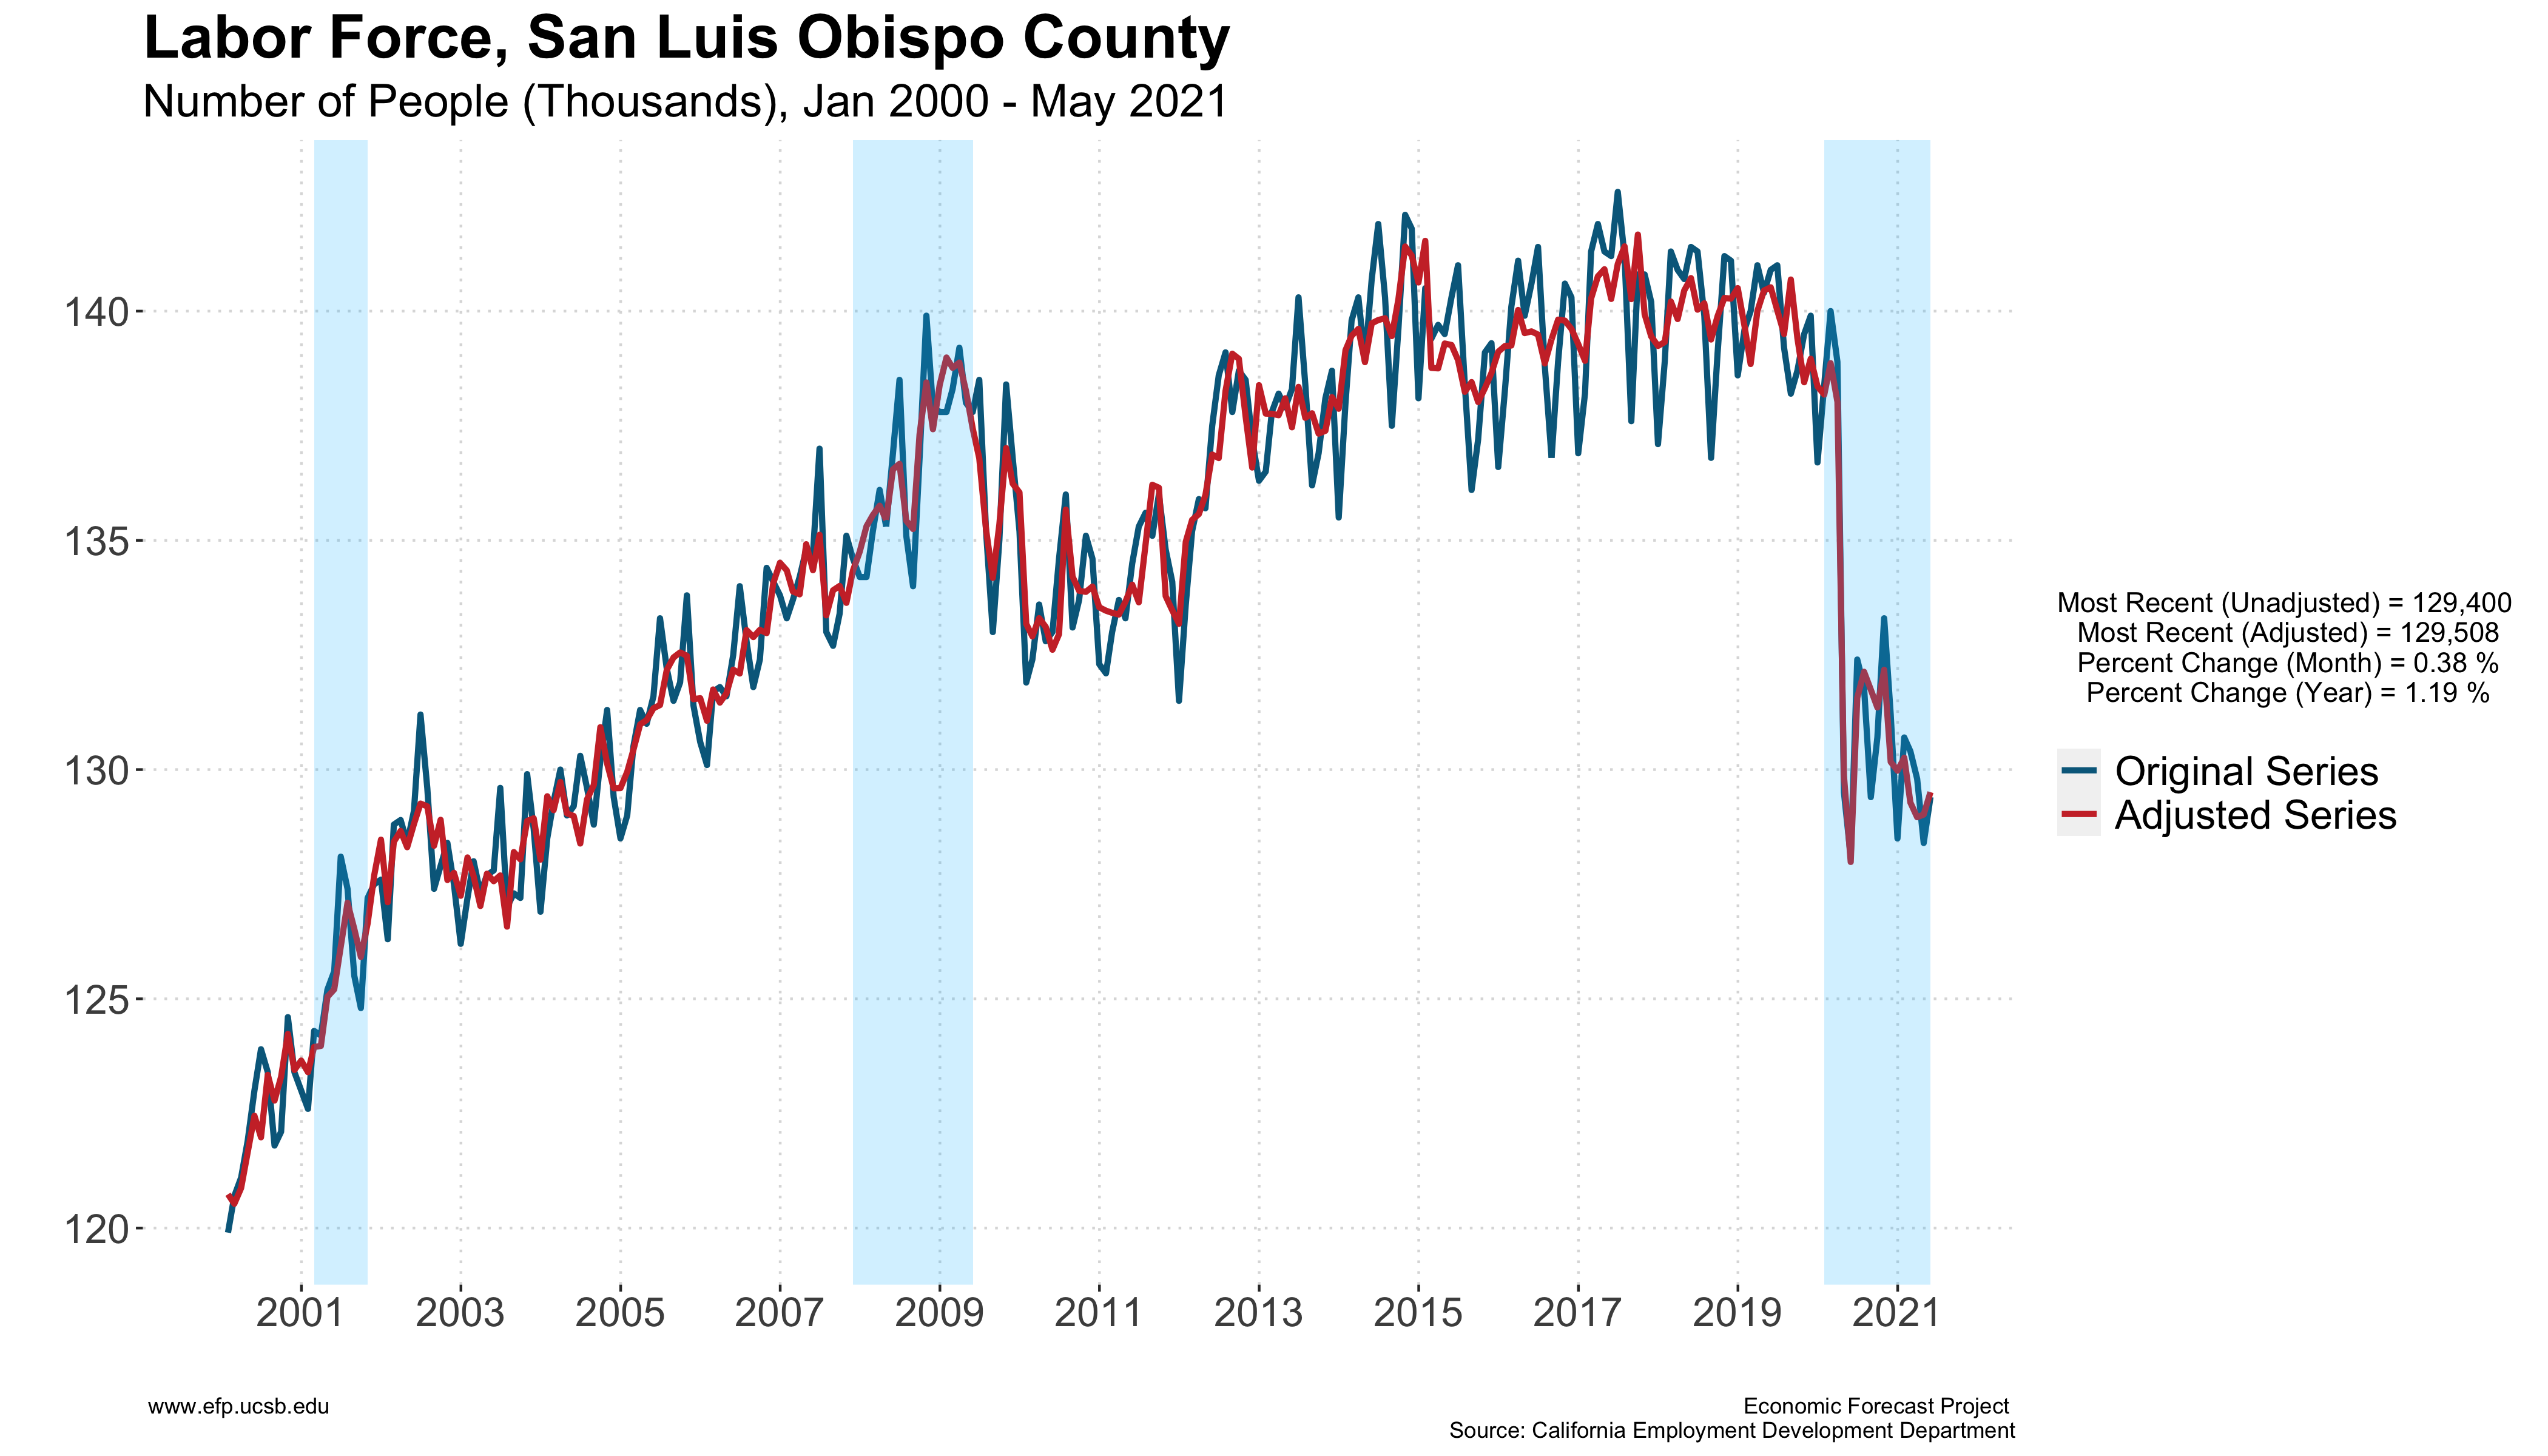 Labor Force, San Luis Obispo County
Number of People (Thousands), Jan 2000 - May 2021
140
135
130
125
120
2001 2003 2005 2007 2009 2011 2013 2015 2017 2019 2021
Most Recent (Unadjusted) = 129,400
Most Recent (Adjusted) = 129,508
Percent Change (Month) = 0.38 %
Percent Change (Year) = 1.19 %
Original Series
Adjusted Series
www.efp.ucsb.edu
Economic Forecast Project
Source: California Employment Development Department